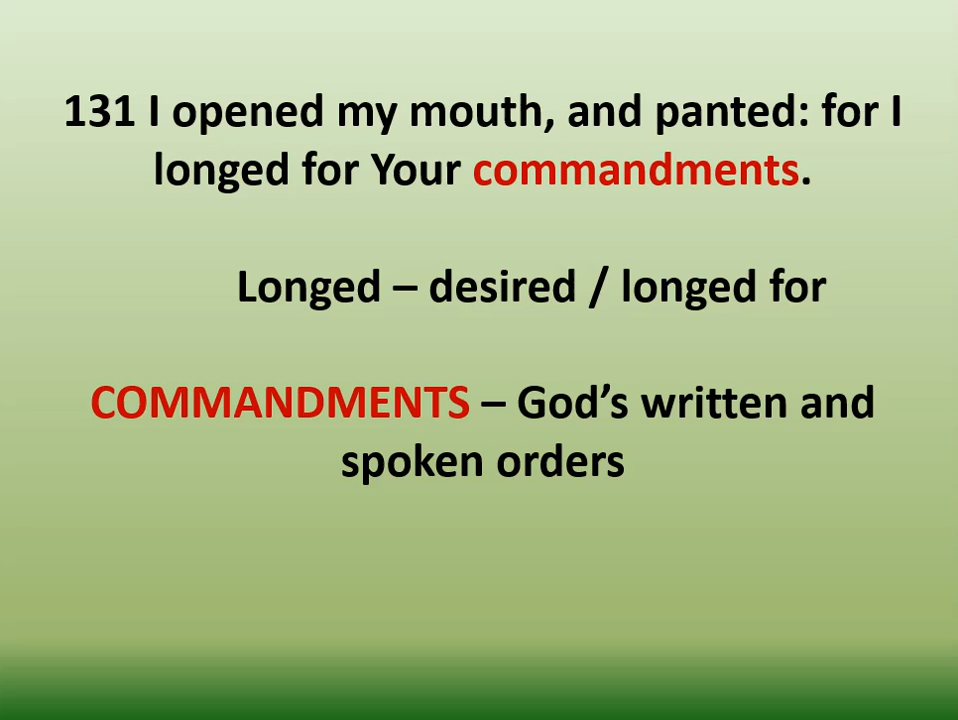 131 I opened my mouth, and panted: for I
longed for Your commandments.
Longed – desired / longed for
COMMANDMENTS – God’s written and
spoken orders